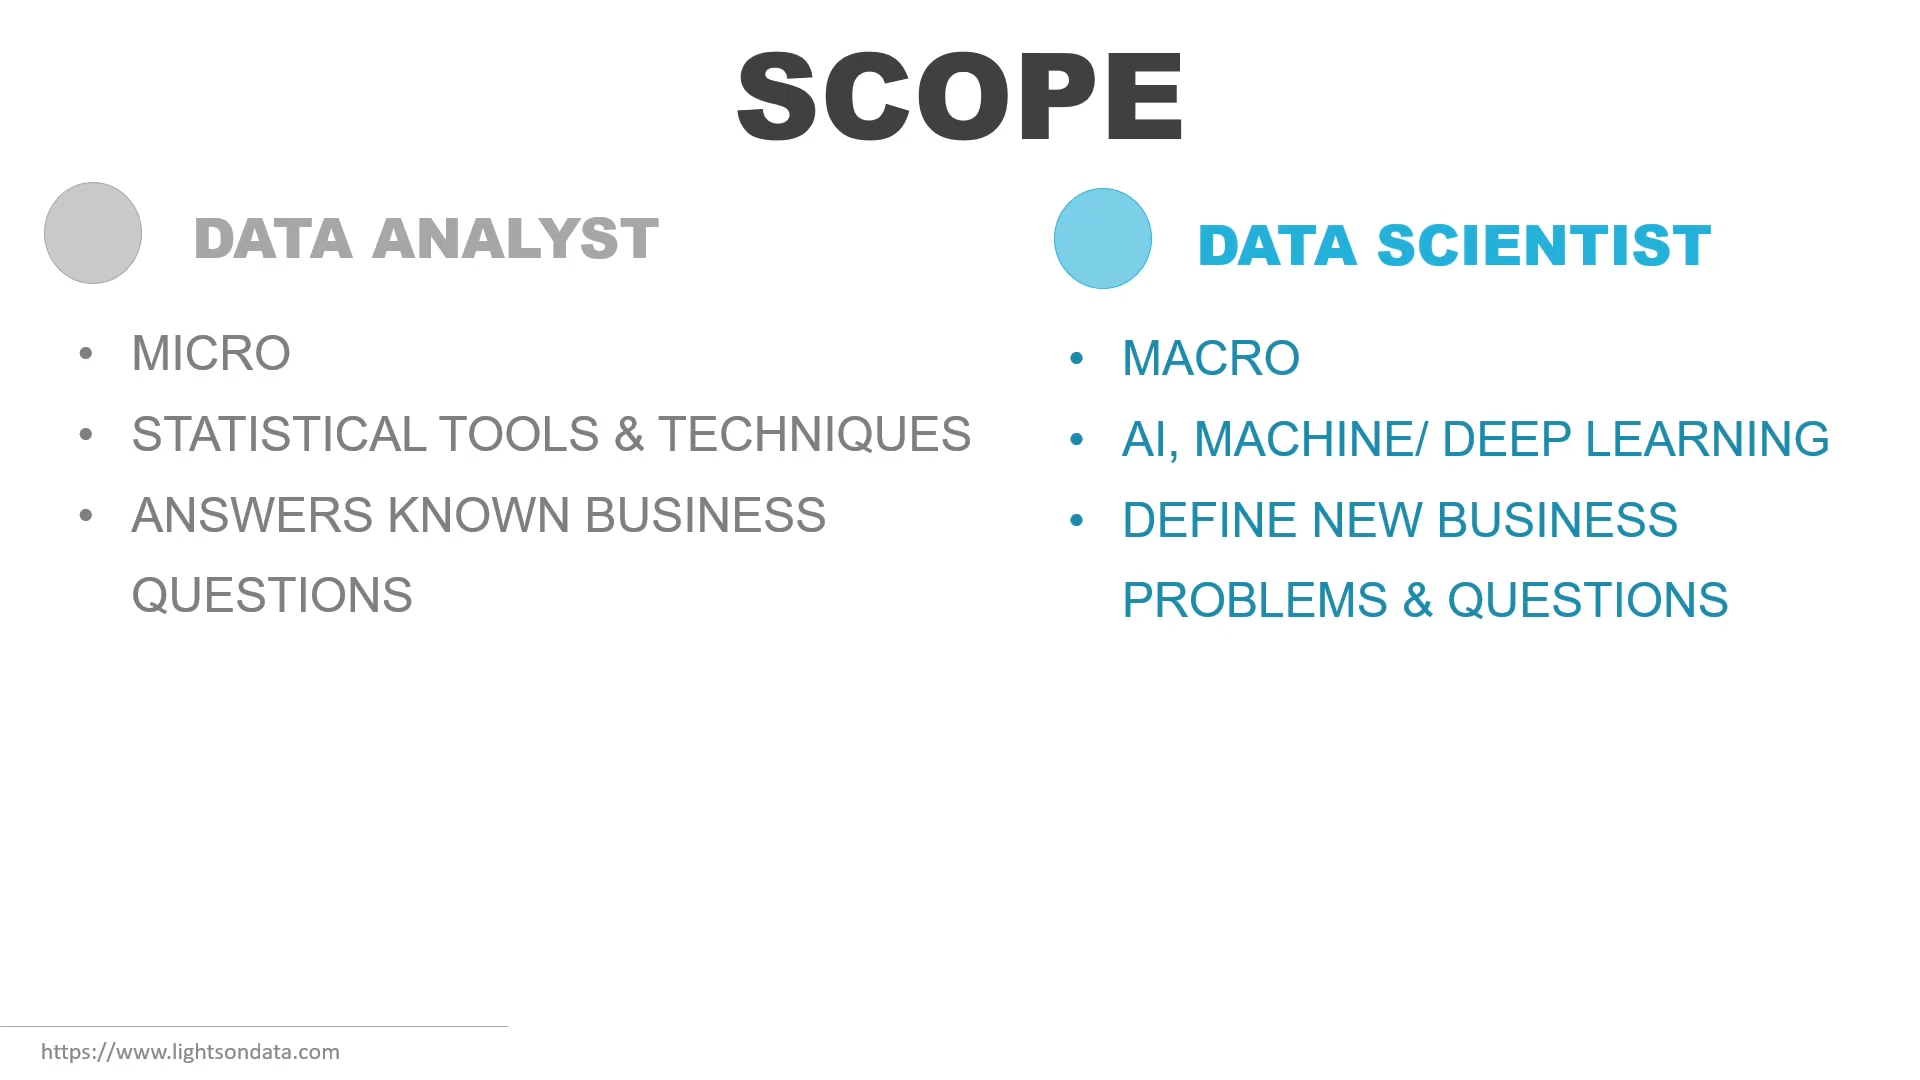 SCOPE
DATA ANALYST
• MICRO
• STATISTICAL TOOLS & TECHNIQUES
• ANSWERS KNOWN BUSINESS
QUESTIONS
DATA SCIENTIST
• MACRO
• AI, MACHINE/ DEEP LEARNING
• DEFINE NEW BUSINESS
PROBLEMS & QUESTIONS
https://www.lightsondata.com